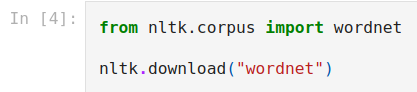 In [4]: from nltk.corpus import wordnet
nltk.download("wordnet")